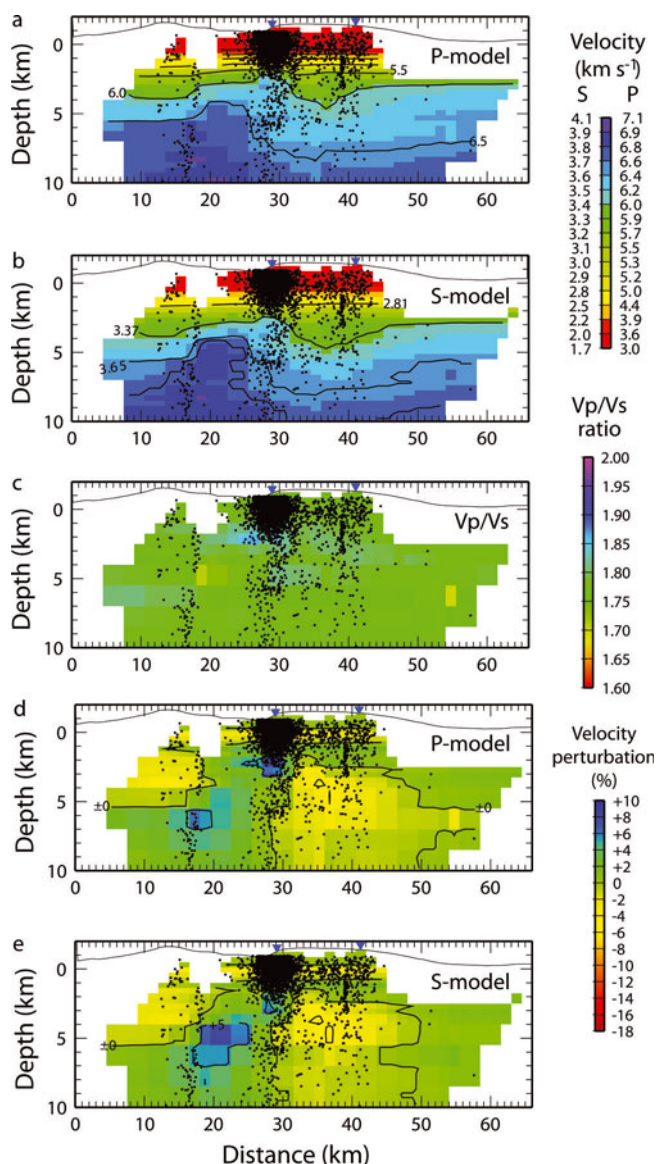 a
P-model
5.5
6.0
6.5
Depth (km)
0
5
10
0 10 20 30 40 50 60
b
S-model
2.81
3.37
3.65
Depth (km)
0
5
10
0 10 20 30 40 50 60
c
Vp/Vs
Depth (km)
0
5
10
0 10 20 30 40 50 60
d
P-model
±0
±0
Depth (km)
0
5
10
0 10 20 30 40 50 60
e
S-model
+5
±0
Depth (km)
0
5
10
0 10 20 30 40 50 60
Distance (km)
Velocity
(km s⁻¹)
S P
4.1 7.1
3.9 6.9
3.8 6.8
3.7 6.6
3.6 6.4
3.5 6.2
3.4 6.0
3.3 5.9
3.2 5.7
3.1 5.5
3.0 5.3
2.9 5.2
2.8 5.0
2.5 4.4
2.2 3.9
2.0 3.6
1.7 3.0
Vp/Vs
ratio
2.00
1.95
1.90
1.85
1.80
1.75
1.70
1.65
1.60
Velocity
perturbation
(%)
+10
+8
+6
+4
+2
0
-2
-4
-6
-8
-10
-12
-14
-16
-18